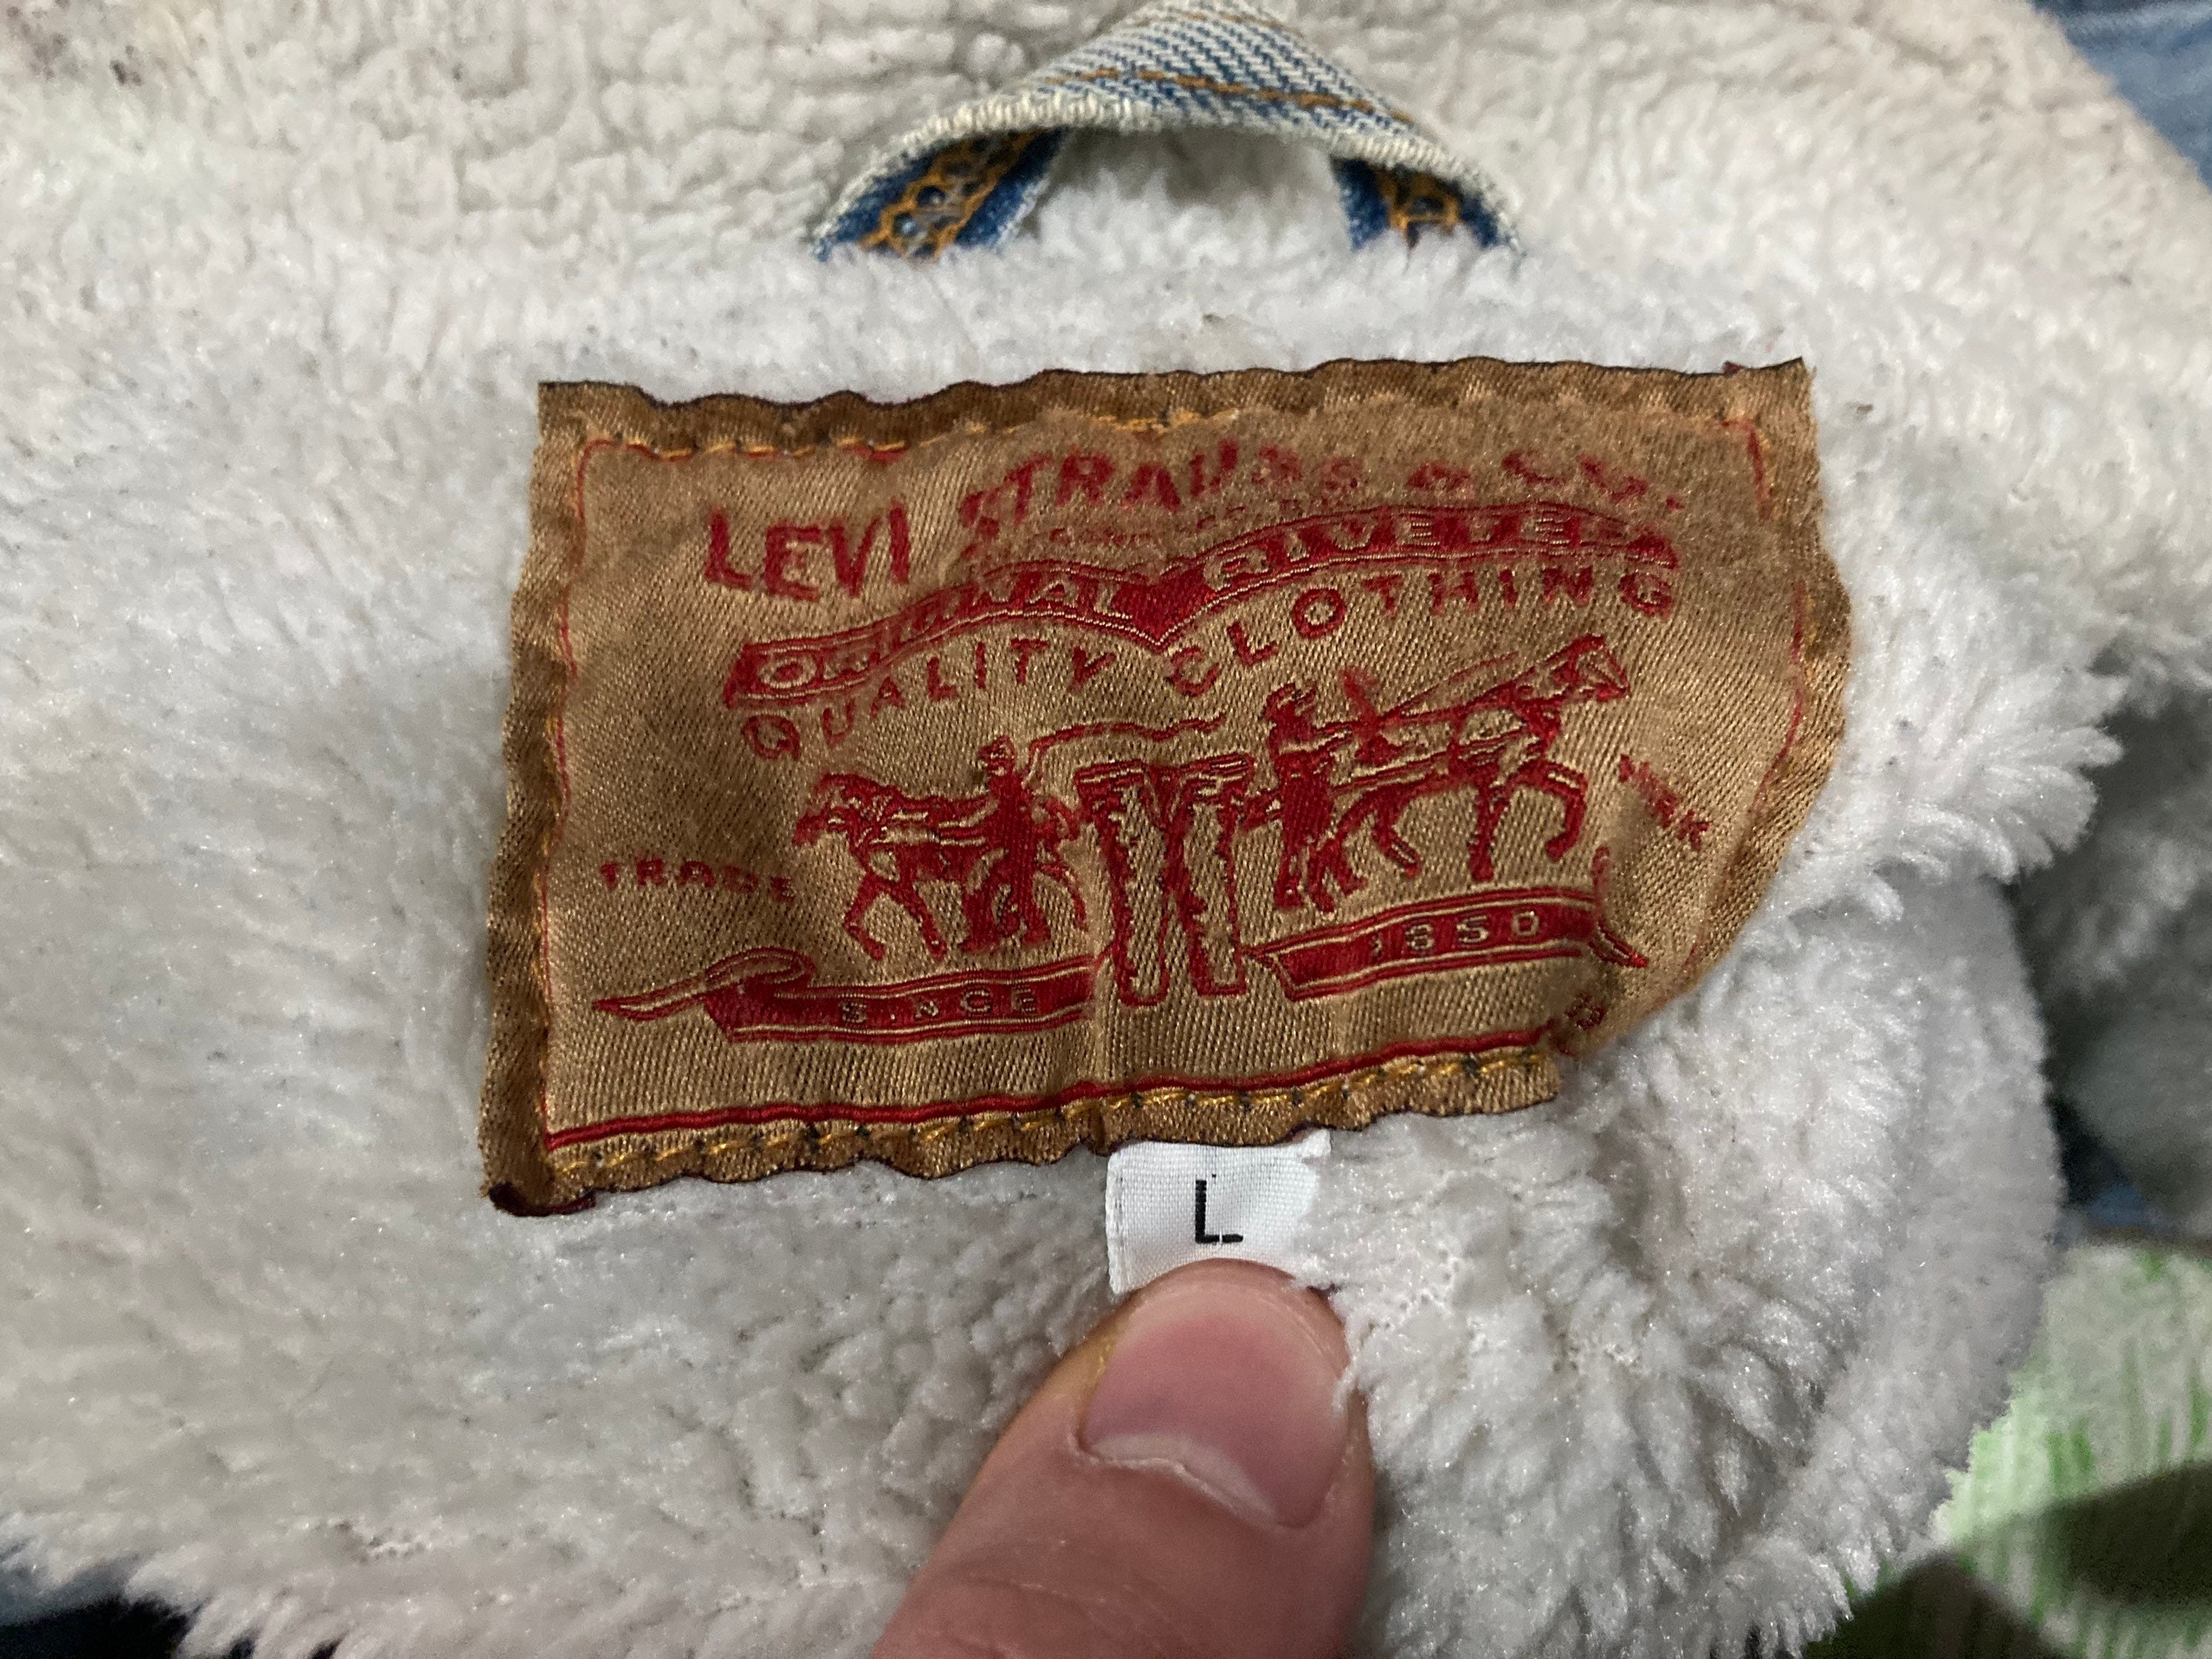 LEVI STRAUSS & CO.
ORIGINAL RIVETED
QUALITY CLOTHING
TRADE MARK
SINCE 1850
L